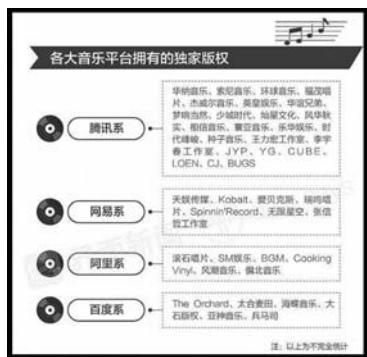 各大音乐平台拥有的独家版权
腾讯系
华纳音乐、索尼音乐、环球音乐、福茂唱
片、杰威尔音乐、英皇娱乐、华谊兄弟、
梦响当然、少城时代、灿星文化、风华秋
实、相信音乐、寰亚音乐、乐华娱乐、时
代峰峻、种子音乐、王力宏工作室、李宇
春工作室、JYP、YG、CUBE、
LOEN、CJ、BUGS
网易系
天娱传媒、Kobalt、爱贝克斯、瑞鸣唱
片、Spinnin'Record、无限星空、张信
哲工作室
阿里系
滚石唱片、SM娱乐、BGM、Cooking
Vinyl、风潮音乐、偏北音乐
百度系
The Orchard、太合麦田、海蝶音乐、大
石版权、亚神音乐、兵马司
注：以上为不完全统计